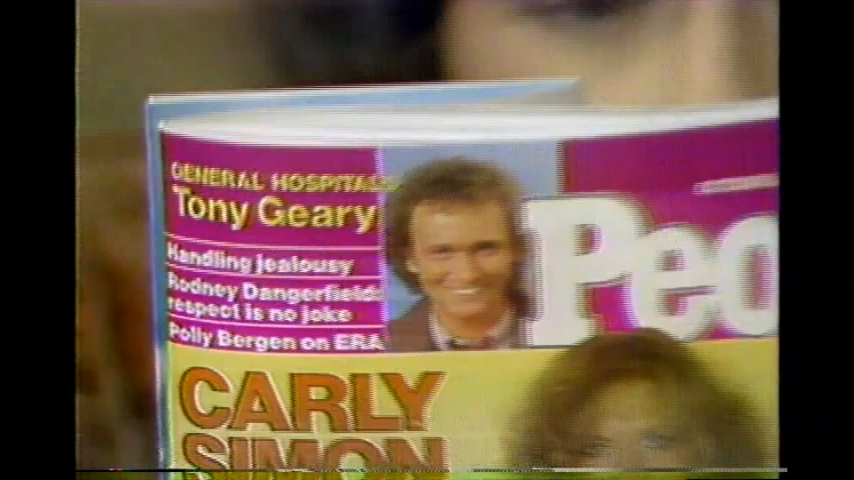 GENERAL HOSPITAL'S
Tony Geary
Handling jealousy
Rodney Dangerfield:
respect is no joke
Polly Bergen on ERA
Peo
CARLY
SIMON